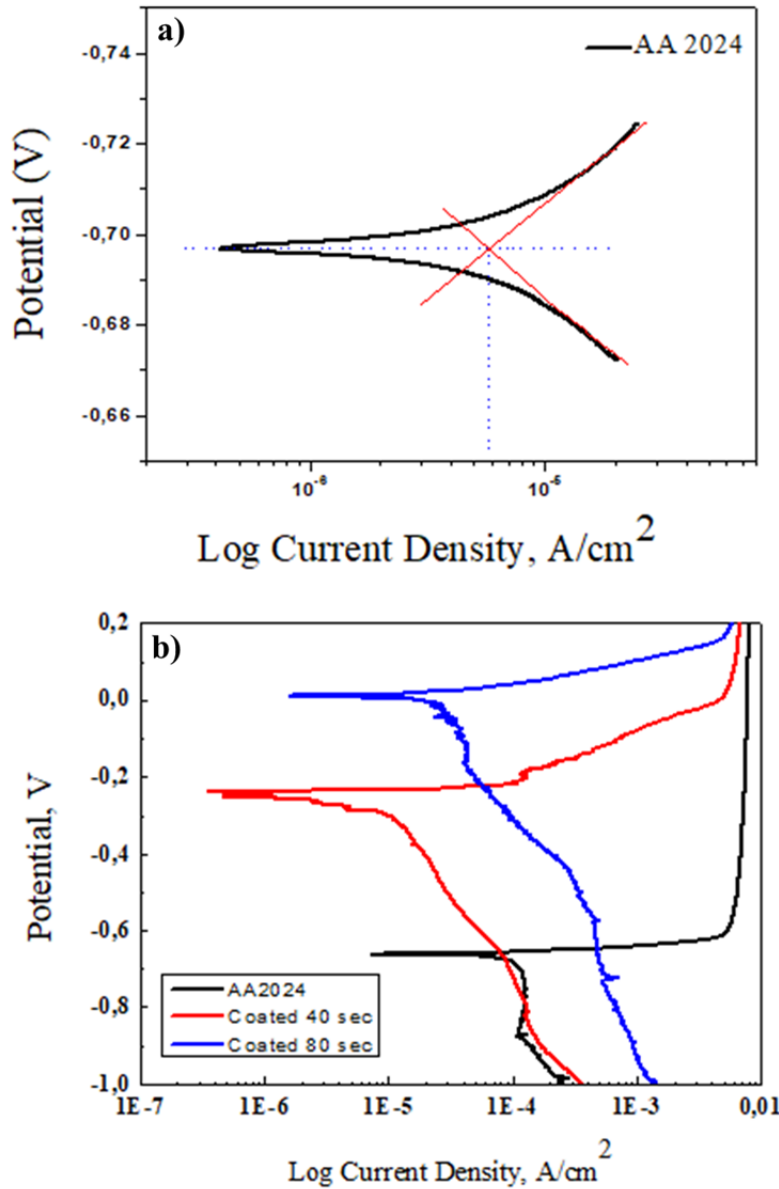 a)
AA 2024
Potential (V)
-0,74
-0,72
-0,70
-0,68
-0,66
10-6
10-5
Log Current Density, A/cm2
b)
Potential, V
0,2
0,0
-0,2
-0,4
-0,6
-0,8
-1,0
AA2024
Coated 40 sec
Coated 80 sec
1E-7 1E-6 1E-5 1E-4 1E-3 0,01
Log Current Density, A/cm2